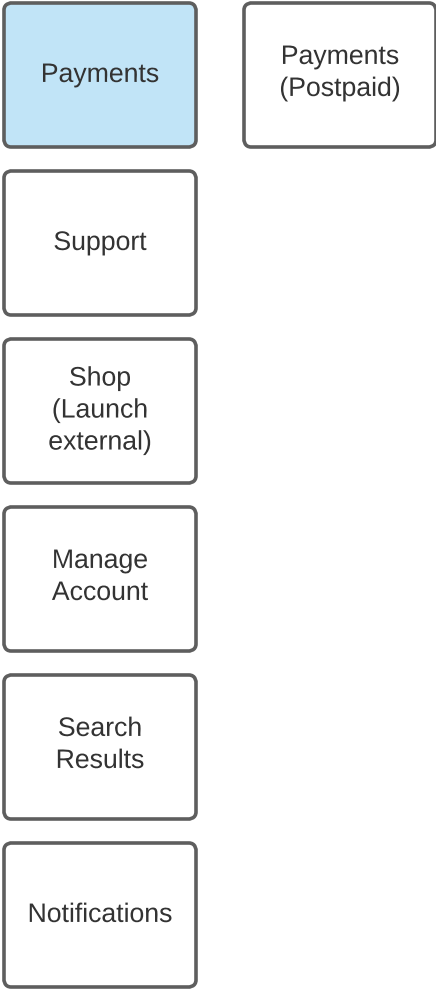 Payments
Payments
(Postpaid)
Support
Shop
(Launch
external)
Manage
Account
Search
Results
Notifications